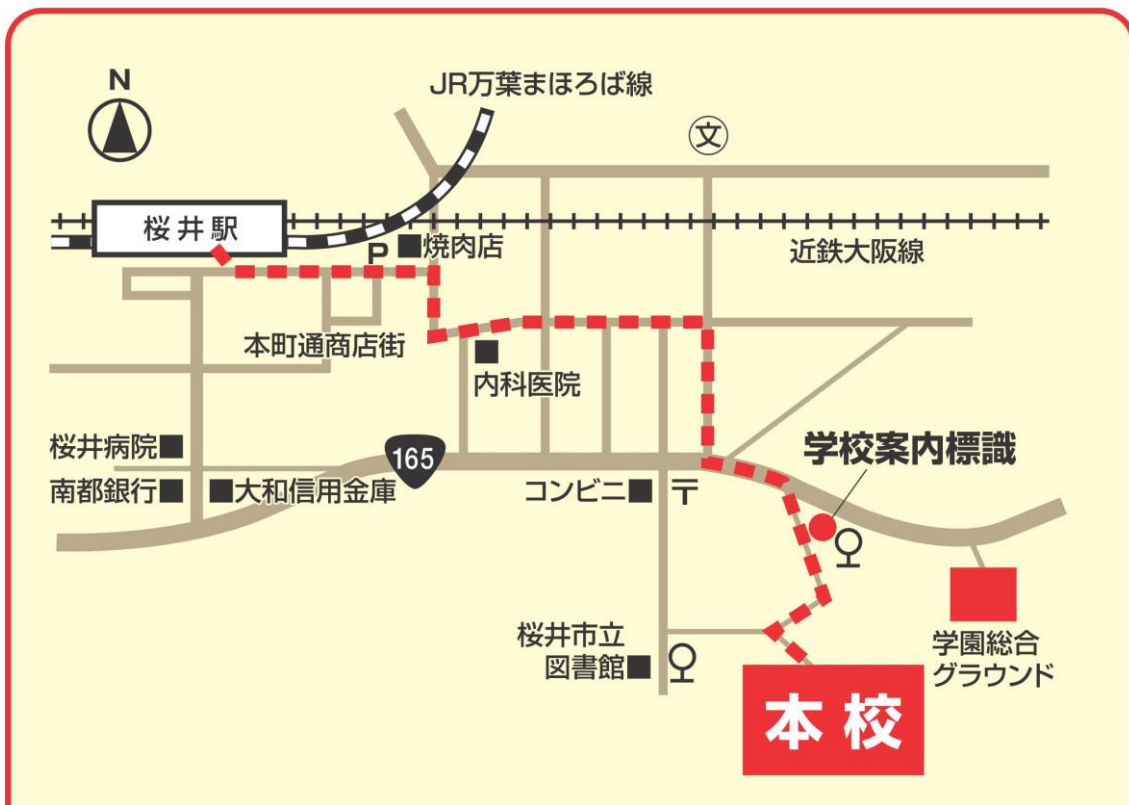 N
JR万葉まほろば線
文
桜井駅
P
焼肉店
近鉄大阪線
本町通商店街
内科医院
桜井病院
165
学校案内標識
南都銀行
大和信用金庫
コンビニ
〒
桜井市立
図書館
学園総合
グラウンド
本校